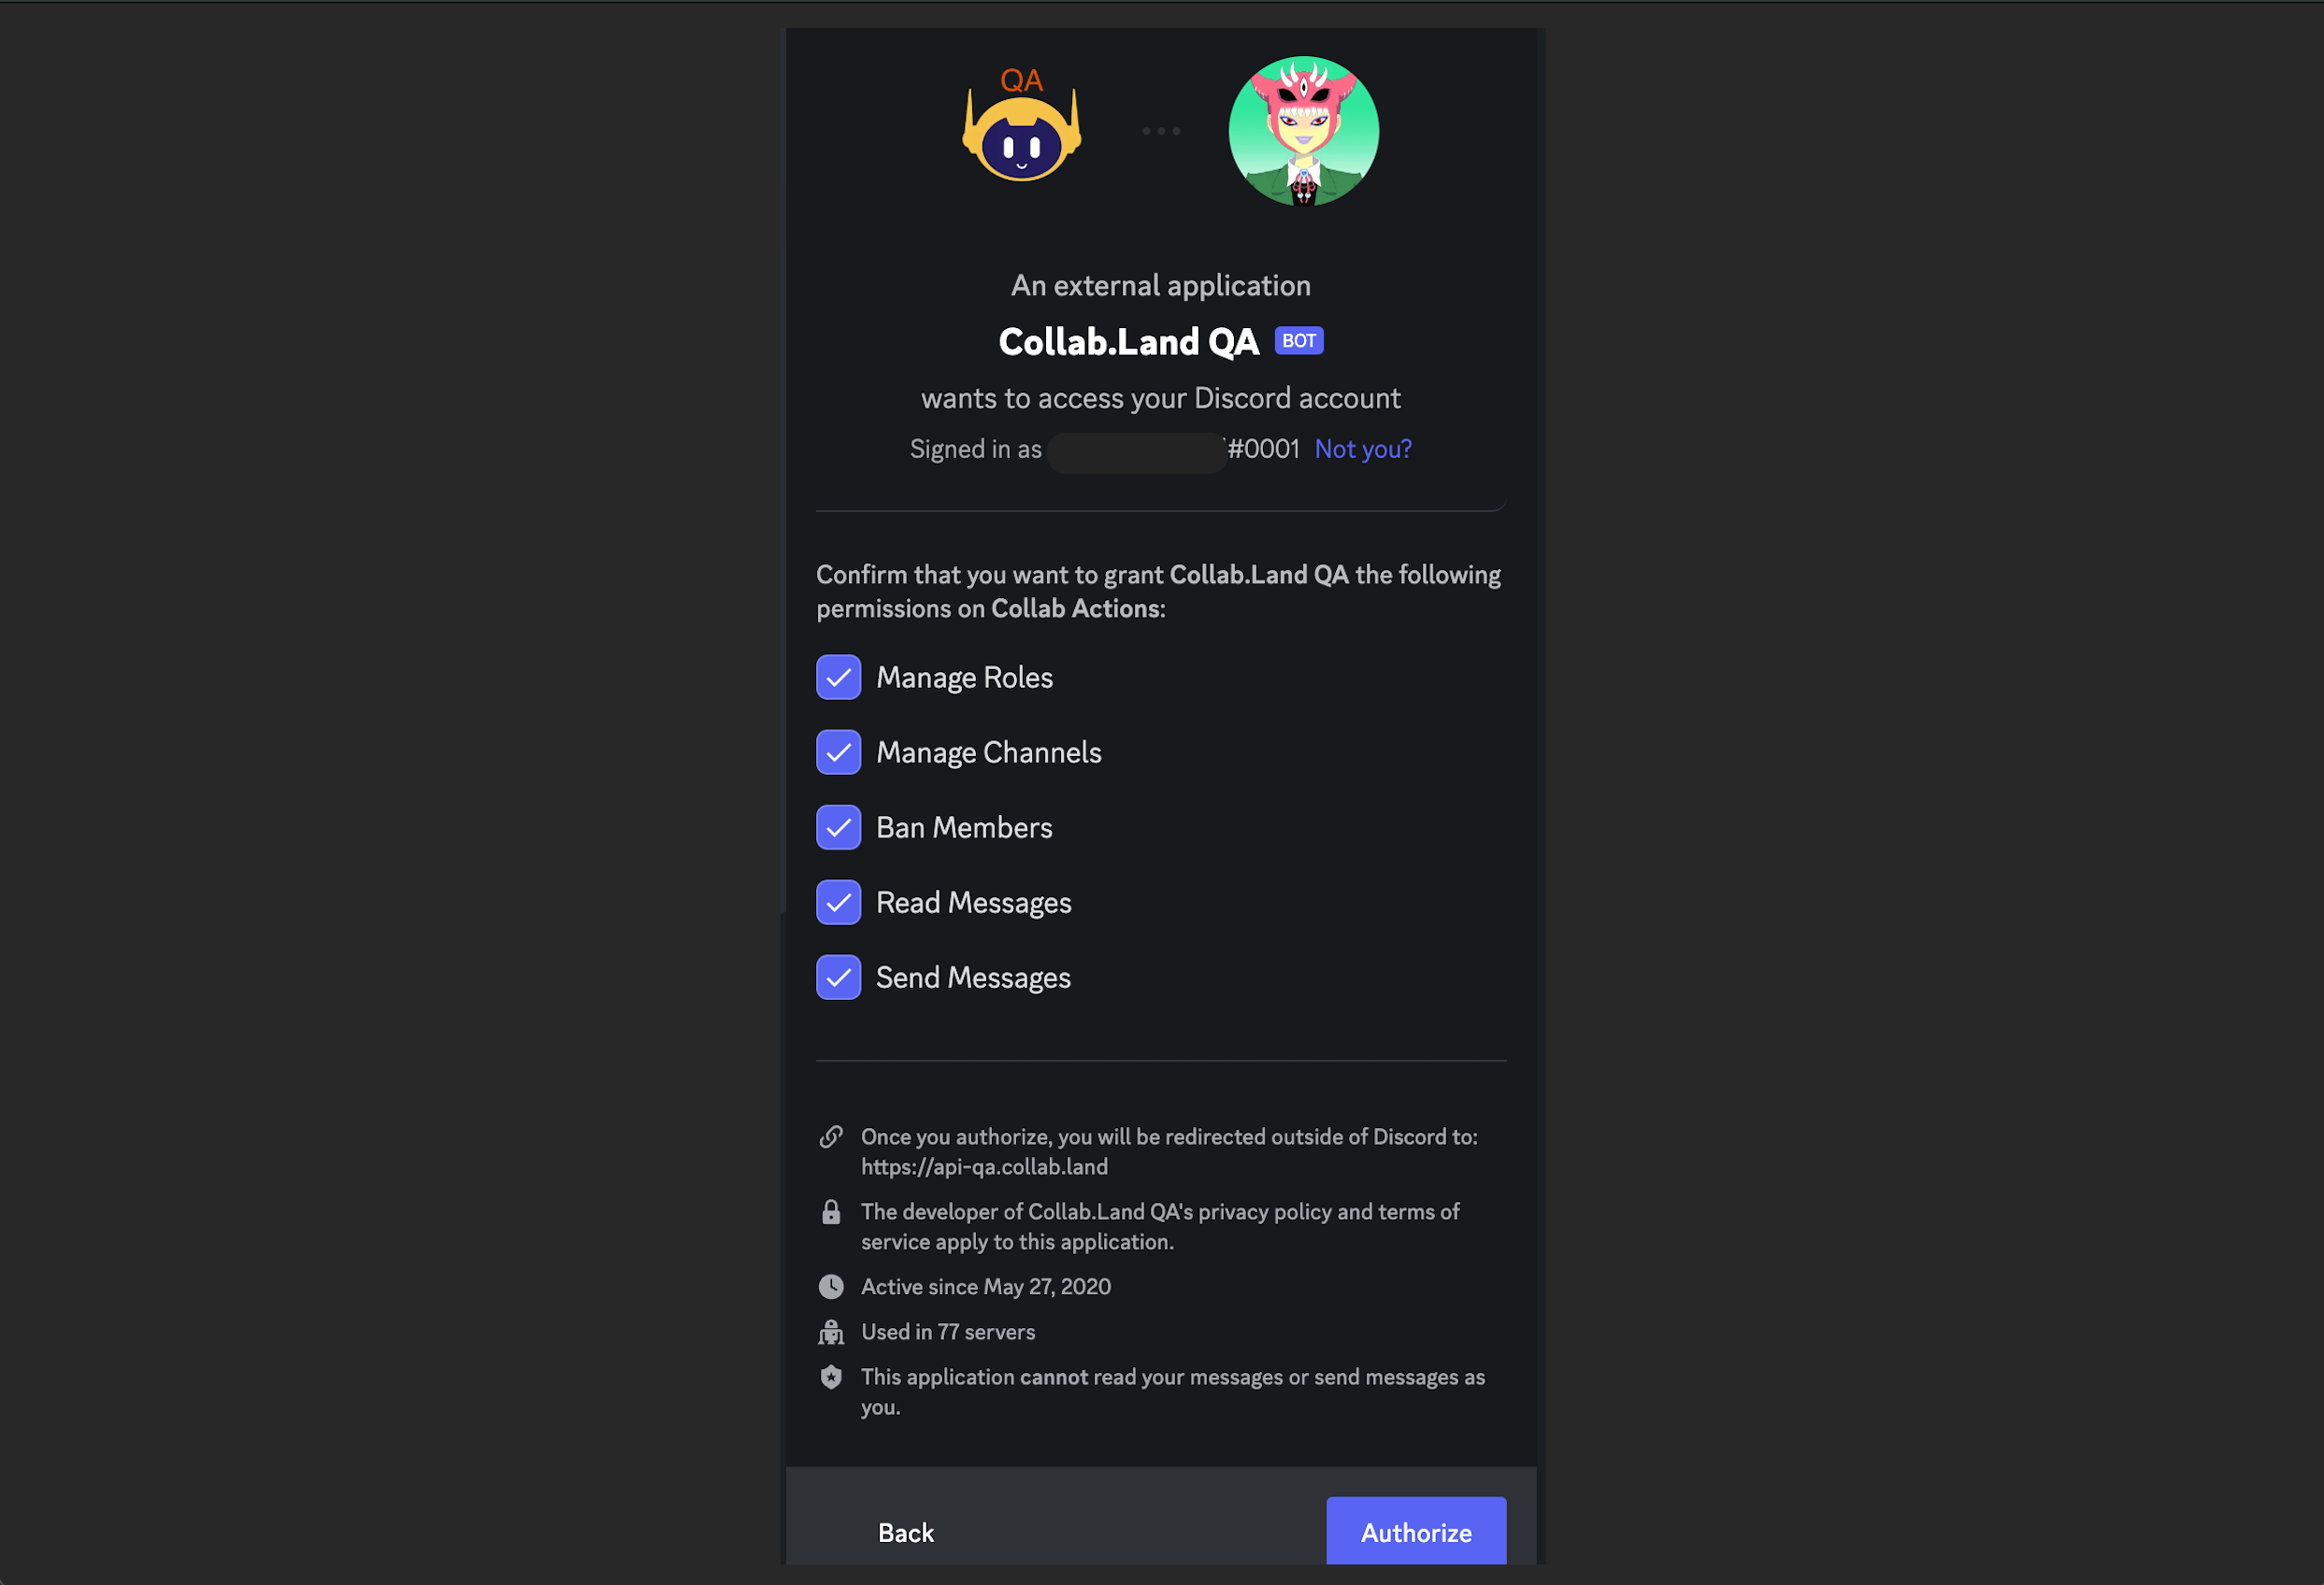 QA
An external application
Collab.Land QA BOT
wants to access your Discord account
Signed in as #0001 Not you?
Confirm that you want to grant Collab.Land QA the following
permissions on Collab Actions:
Manage Roles
Manage Channels
Ban Members
Read Messages
Send Messages
Once you authorize, you will be redirected outside of Discord to:
https://api-qa.collab.land
The developer of Collab.Land QA's privacy policy and terms of
service apply to this application.
Active since May 27, 2020
Used in 77 servers
This application cannot read your messages or send messages as
you.
Back Authorize